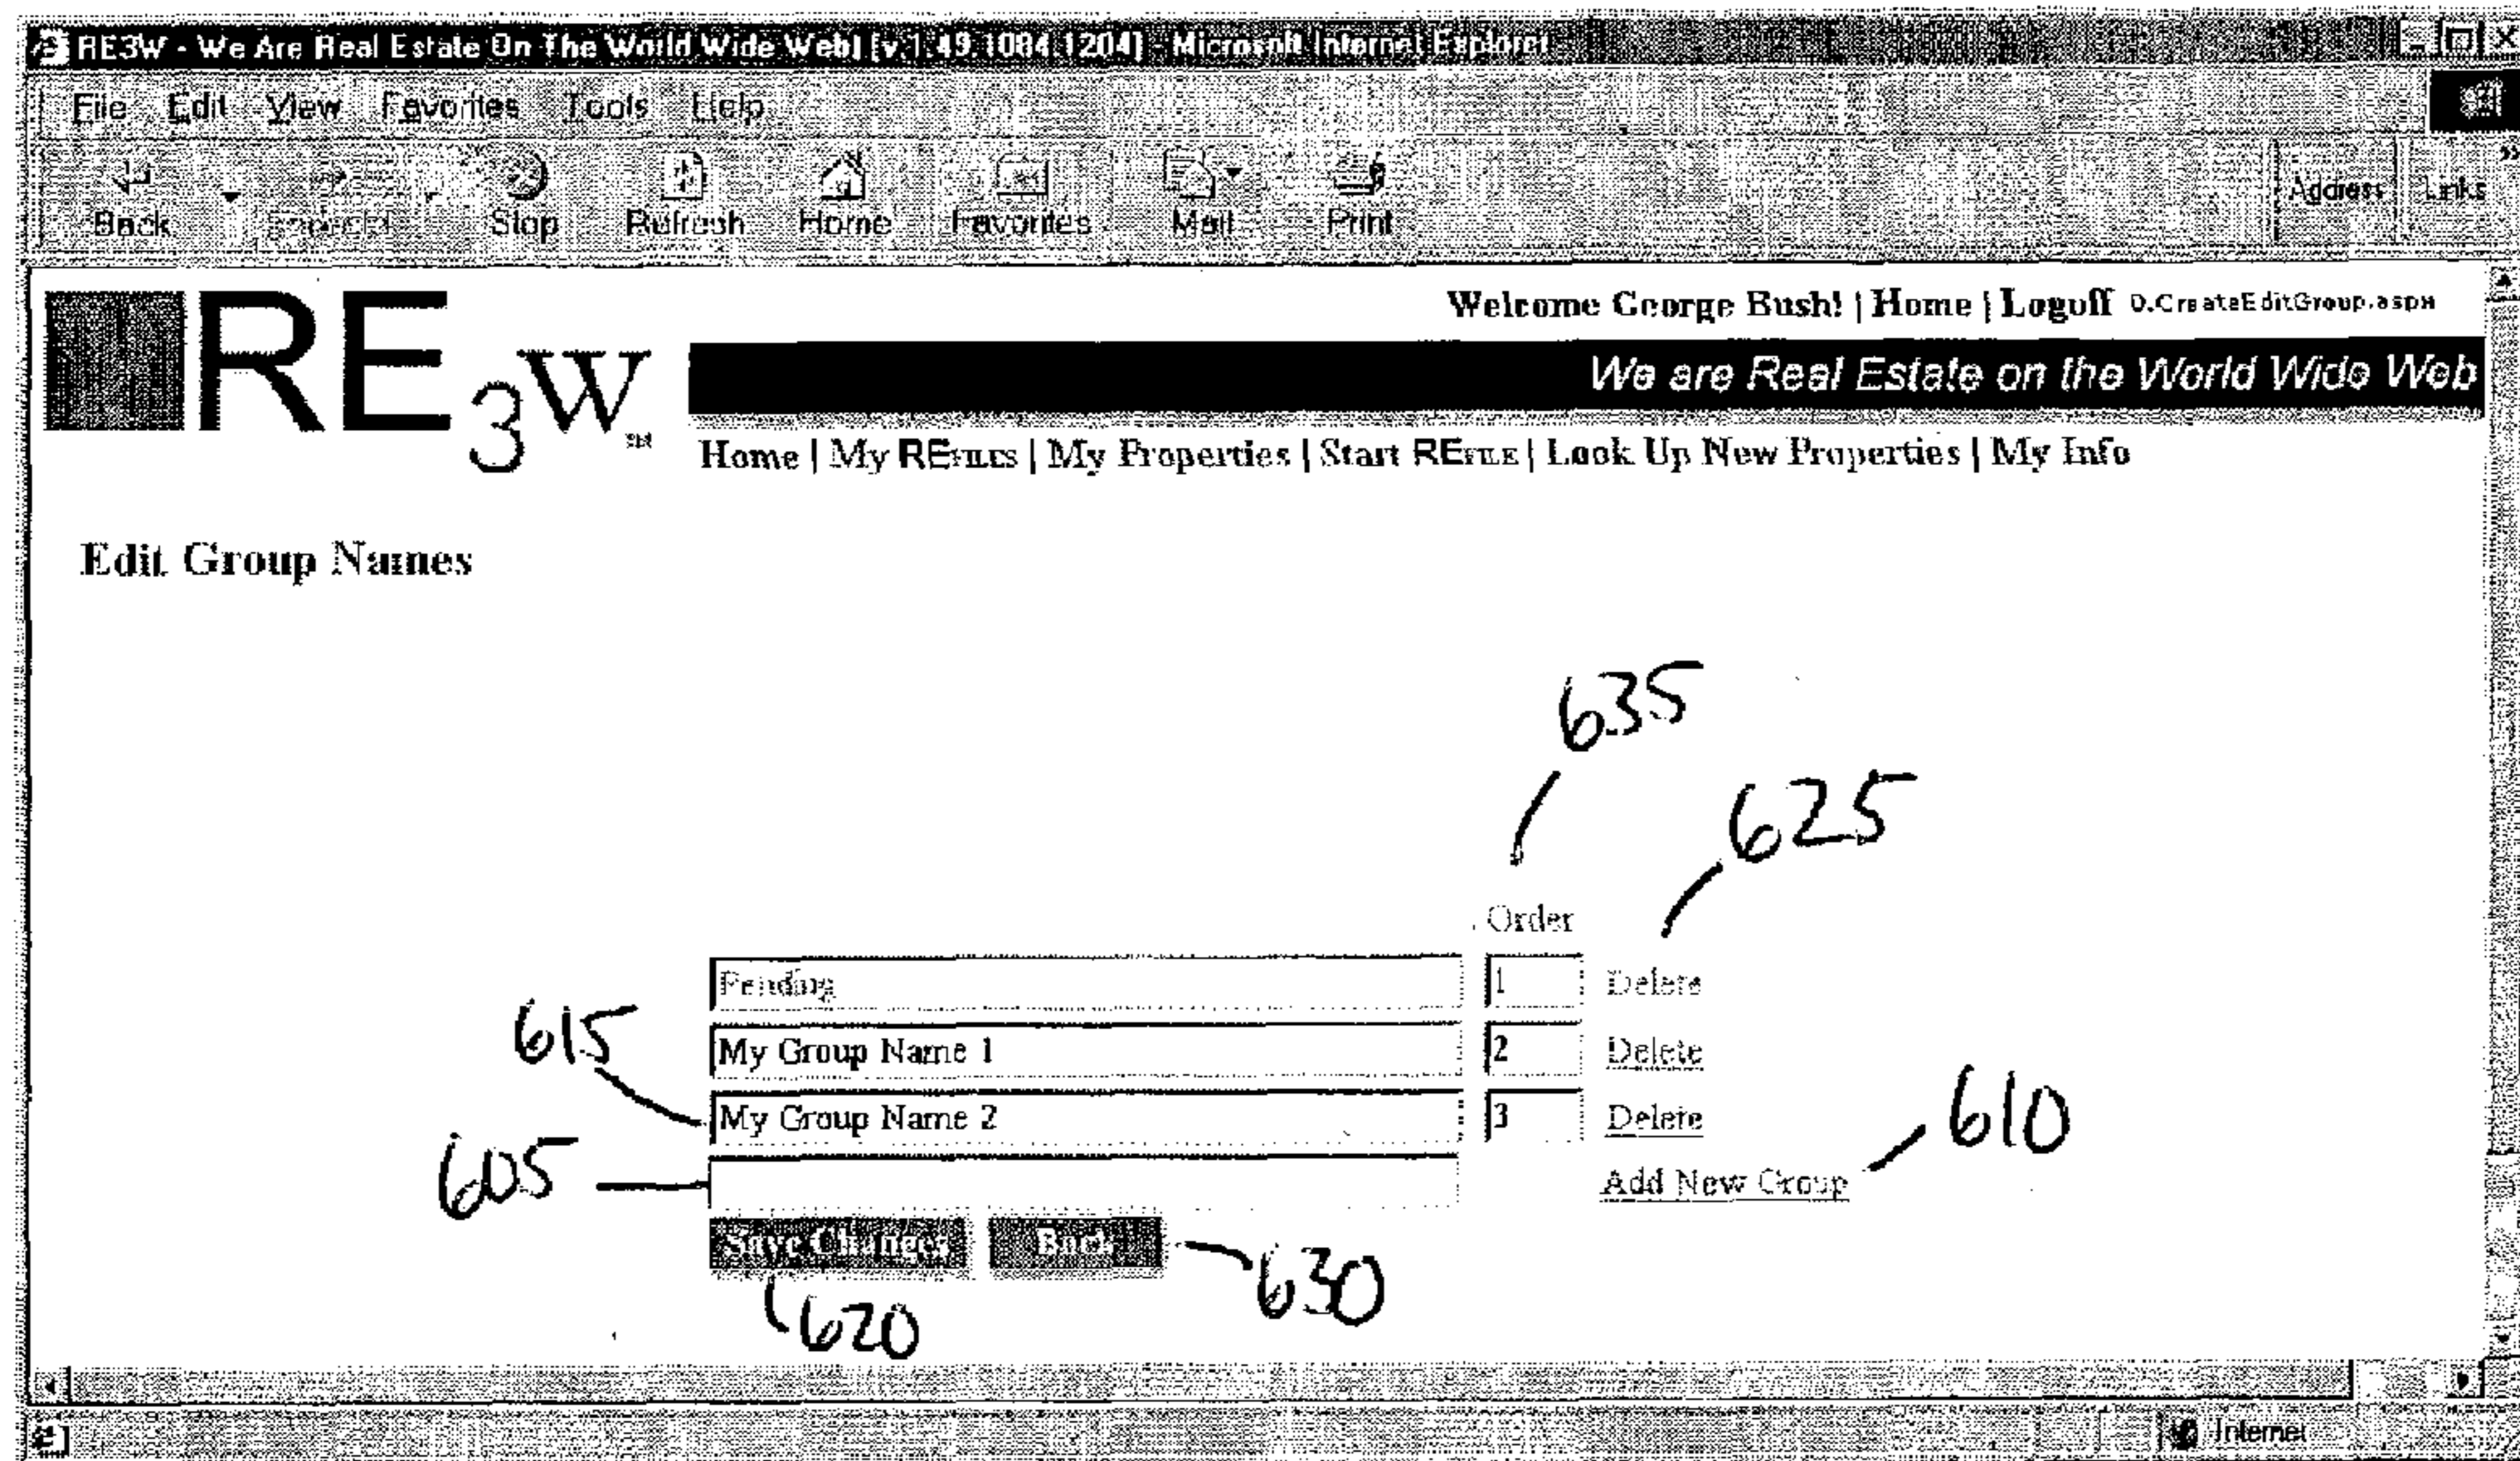 RE3W - We Are Real Estate On The World Wide Web! [v.1.49.1084.1204] - Microsoft Internet Explorer
File Edit View Favorites Tools Help
Back Forward Stop Refresh Home Favorites Mail Print Address Links »
Welcome George Bush! | Home | Logoff 0.CreateEditGroup.aspx
RE3W SM
We are Real Estate on the World Wide Web
Home | My REFILES | My Properties | Start REFILE | Look Up New Properties | My Info
Edit Group Names
635
625
Order
Pending 1 Delete
615 My Group Name 1 2 Delete
My Group Name 2 3 Delete 610
605 Add New Group
Save Changes Back 630
620
Internet